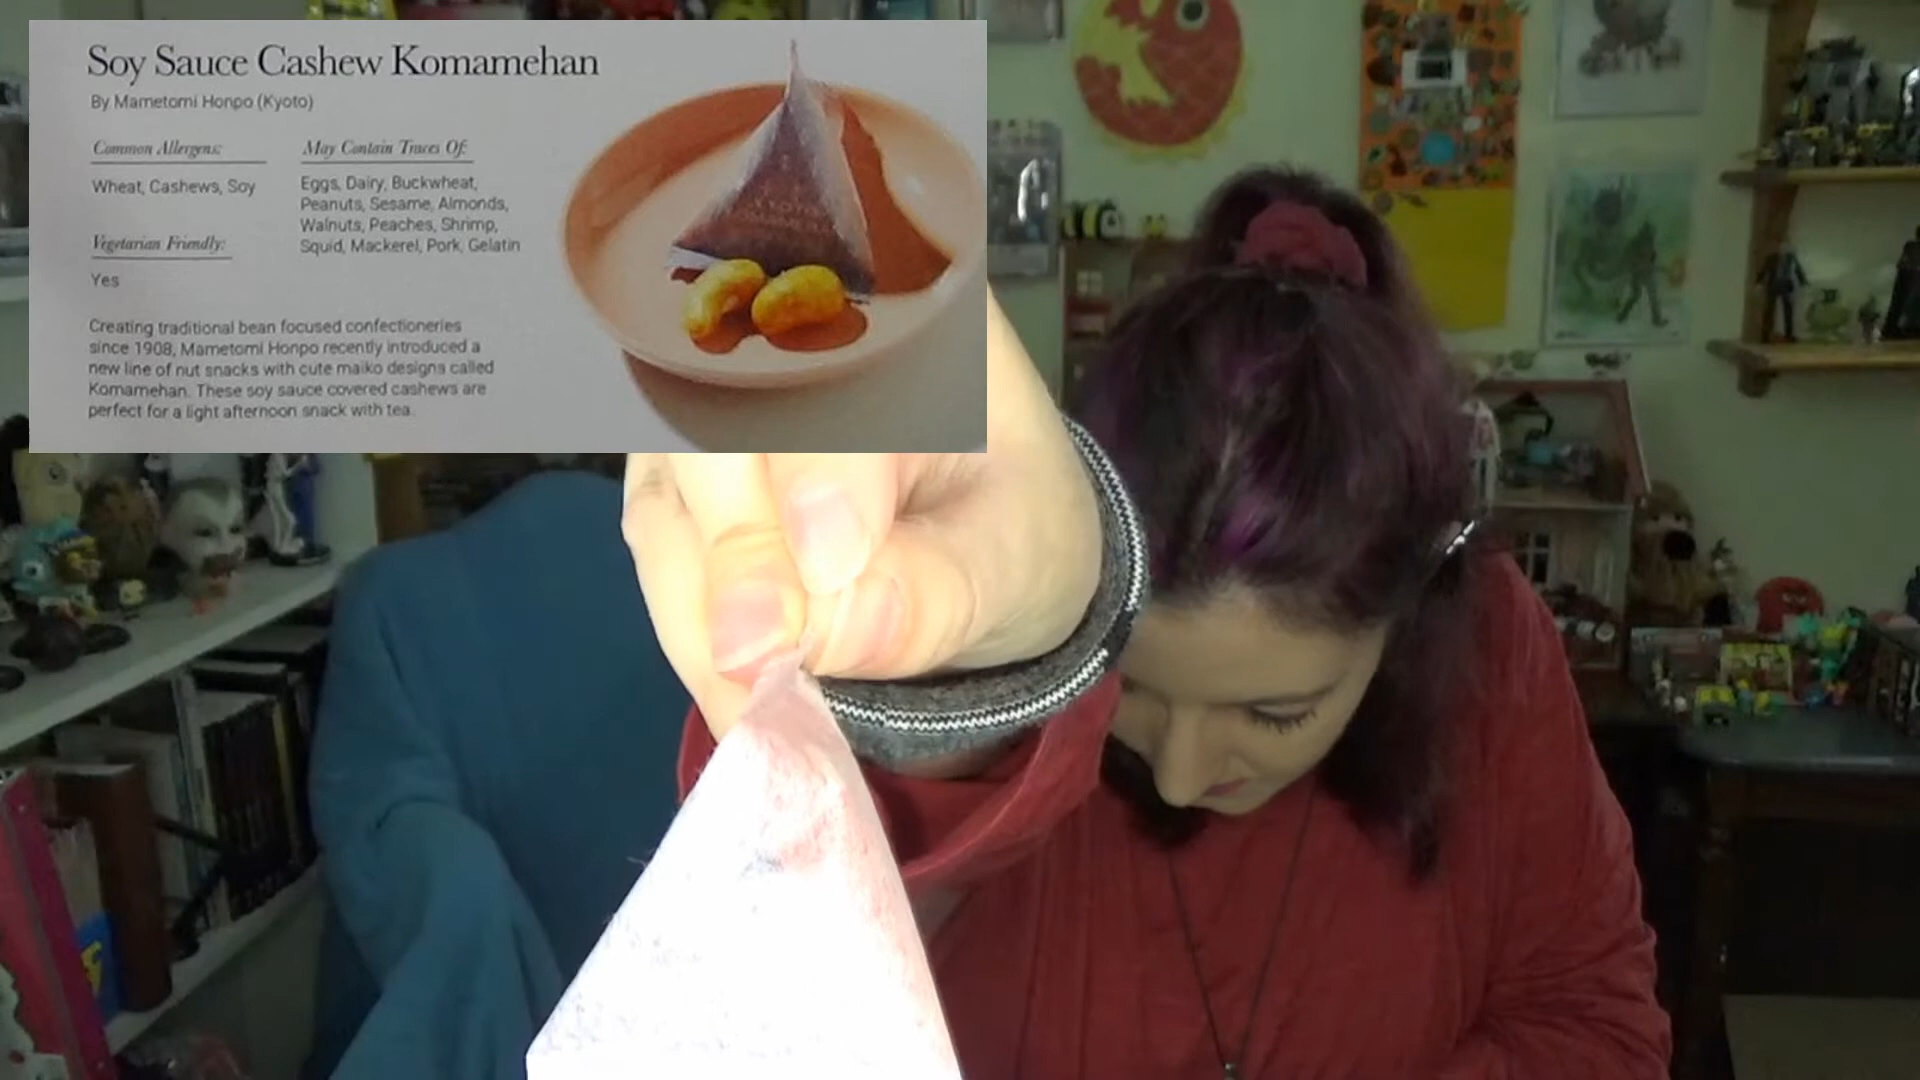 Soy Sauce Cashew Komamehan
By Mametomi Honpo (Kyoto)
Common Allergens:
Wheat, Cashews, Soy
Vegetarian Friendly:
Yes
May Contain Traces Of:
Eggs, Dairy, Buckwheat,
Peanuts, Sesame, Almonds,
Walnuts, Peaches, Shrimp,
Squid, Mackerel, Pork, Gelatin
Creating traditional bean focused confectioneries
since 1908, Mametomi Honpo recently introduced a
new line of nut snacks with cute maiko designs called
Komamehan. These soy sauce covered cashews are
perfect for a light afternoon snack with tea.